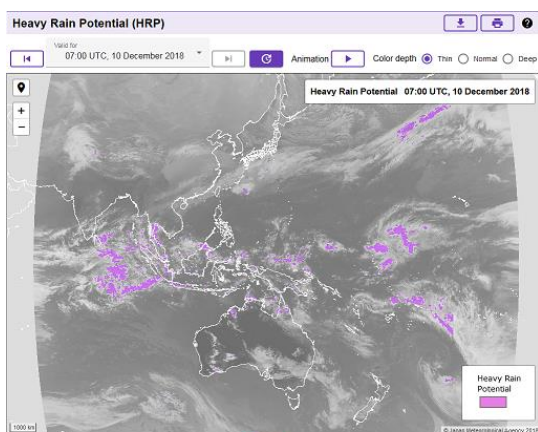 Heavy Rain Potential (HRP)
Valid for
07:00 UTC, 10 December 2018
Animation
Color depth
Thin
Normal
Deep
Heavy Rain Potential 07:00 UTC, 10 December 2018
+
−
Heavy Rain
Potential
1000 km
© Japan Meteorological Agency 2018